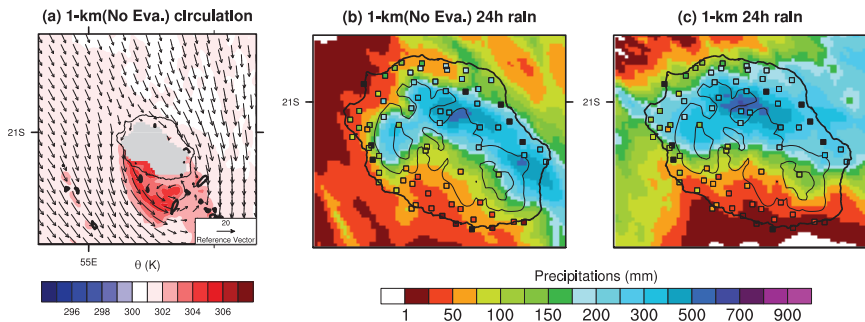 (a) 1-km(No Eva.) circulation
(b) 1-km(No Eva.) 24h rain
(c) 1-km 24h rain
21S
21S
21S
20
Reference Vector
55E
θ (K)
296 298 300 302 304 306
Precipitations (mm)
1 50 100 150 200 300 500 700 900